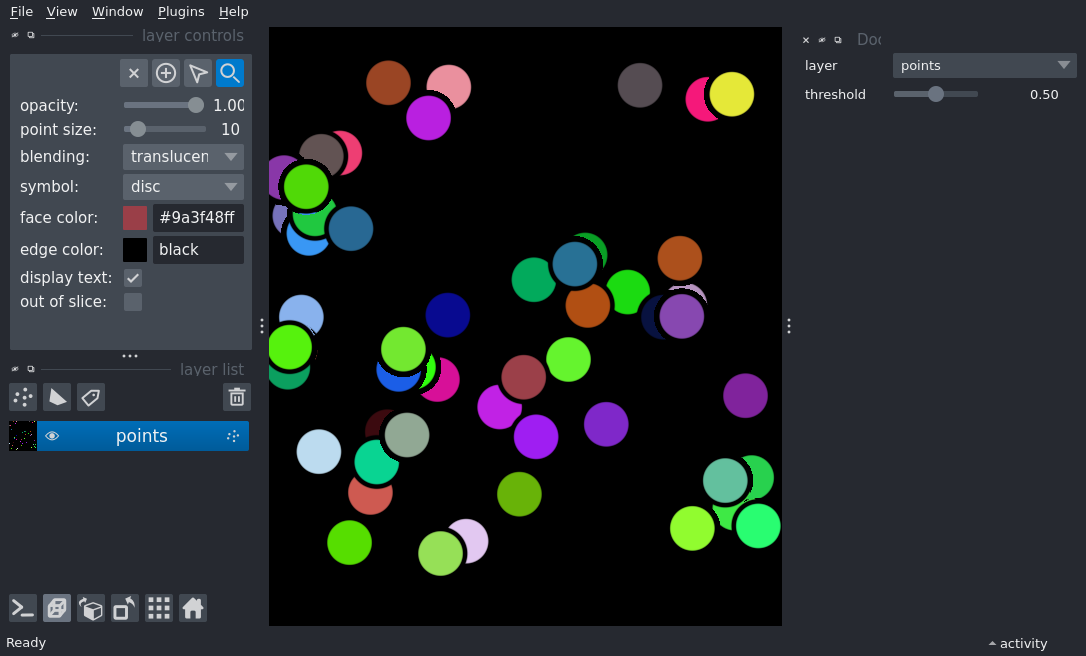 File View Window Plugins Help
layer controls
opacity: 1.00
point size: 10
blending: translucen
symbol: disc
face color: #9a3f48ff
edge color: black
display text:
out of slice:
layer list
points
Ready
Doc
layer points
threshold 0.50
activity